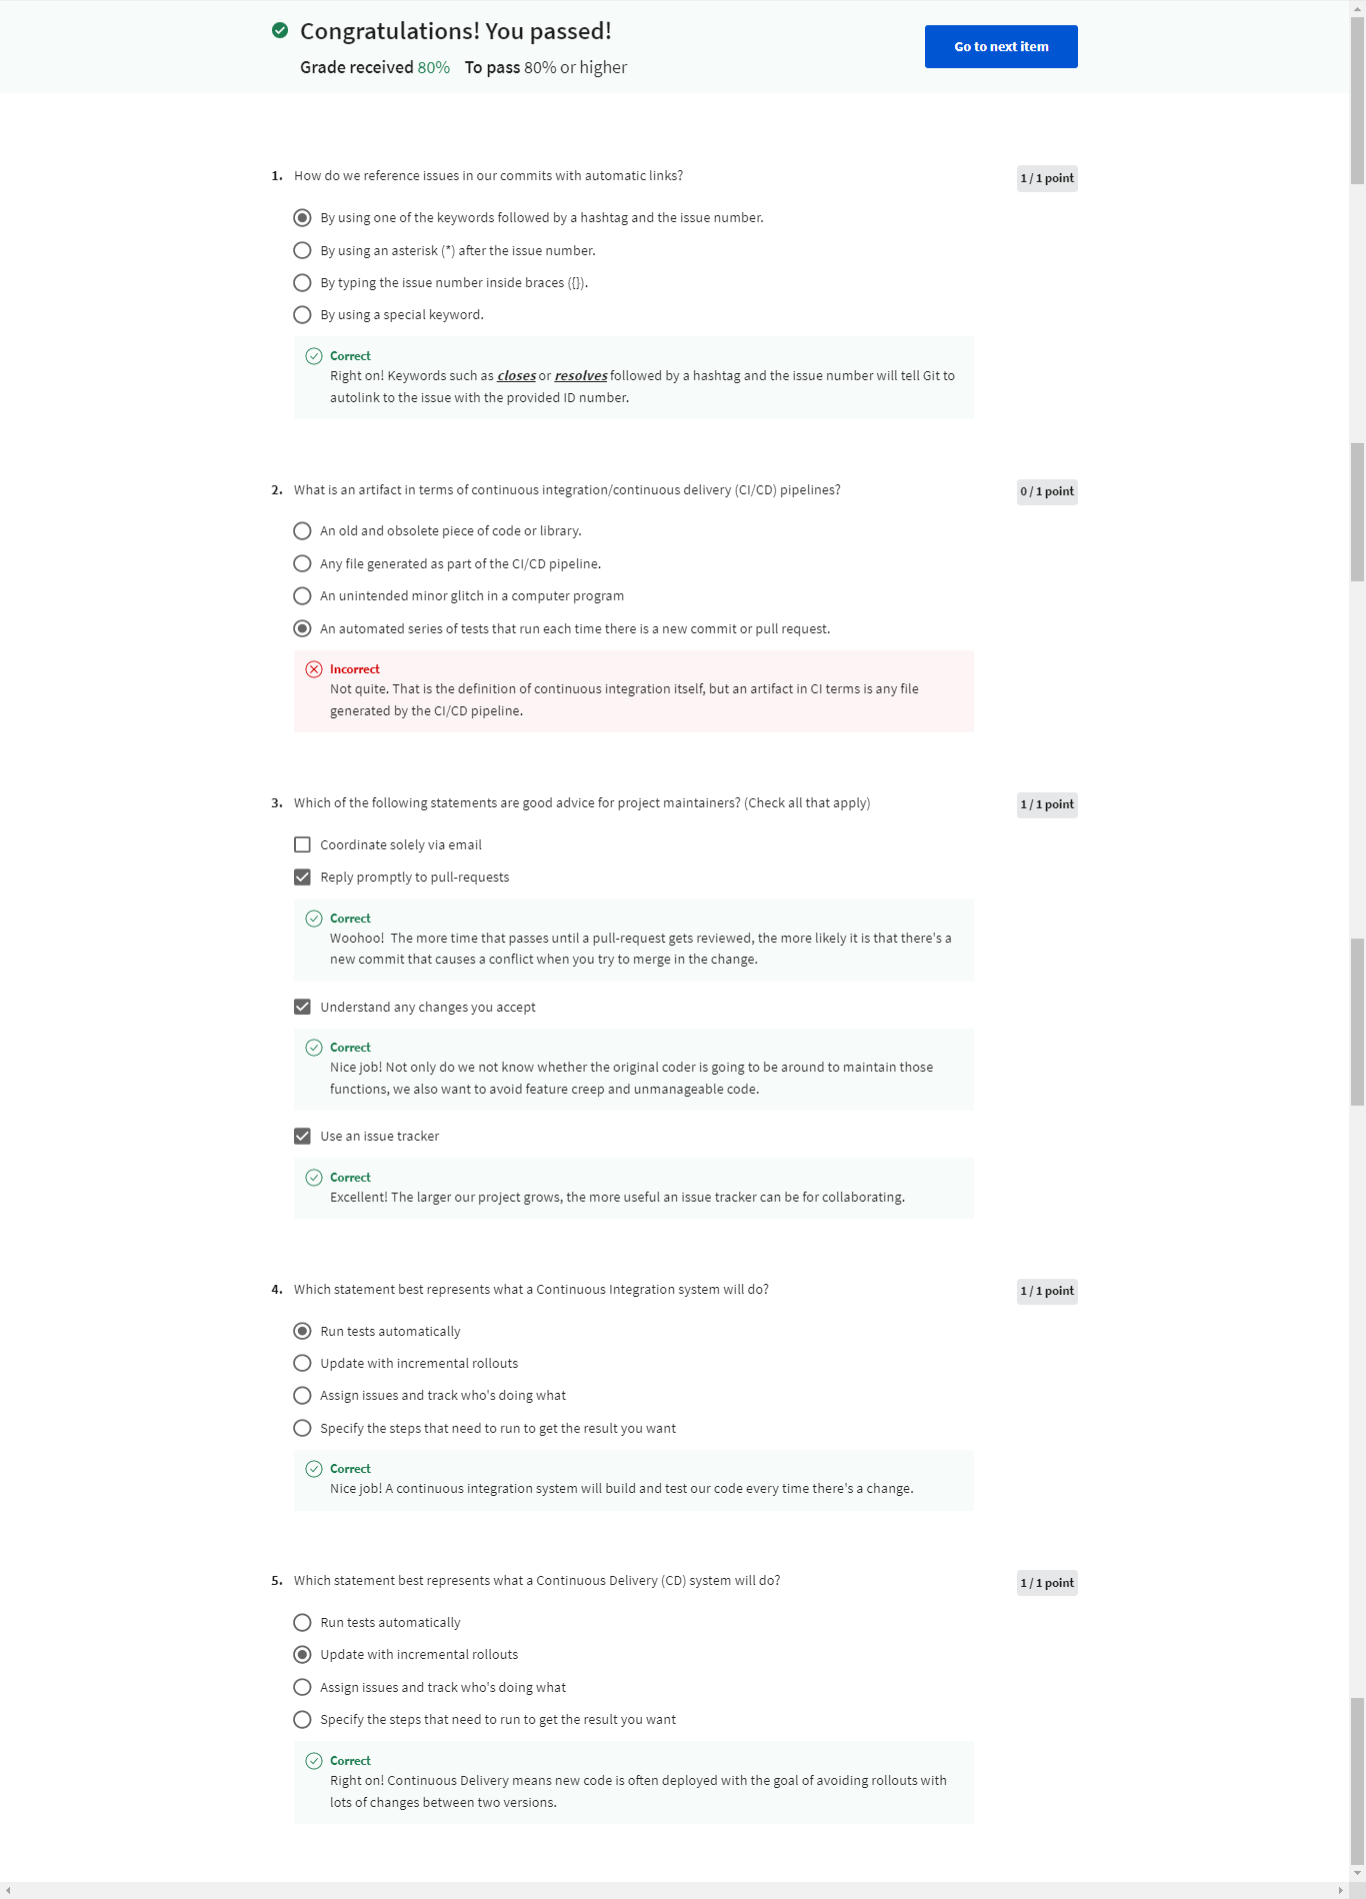 Congratulations! You passed!
Grade received 80% To pass 80% or higher
Go to next item
1. How do we reference issues in our commits with automatic links?
1 / 1 point
By using one of the keywords followed by a hashtag and the issue number.
By using an asterisk (*) after the issue number.
By typing the issue number inside braces ({}).
By using a special keyword.
Correct
Right on! Keywords such as closes or resolves followed by a hashtag and the issue number will tell Git to
autolink to the issue with the provided ID number.
2. What is an artifact in terms of continuous integration/continuous delivery (CI/CD) pipelines?
0 / 1 point
An old and obsolete piece of code or library.
Any file generated as part of the CI/CD pipeline.
An unintended minor glitch in a computer program
An automated series of tests that run each time there is a new commit or pull request.
Incorrect
Not quite. That is the definition of continuous integration itself, but an artifact in CI terms is any file
generated by the CI/CD pipeline.
3. Which of the following statements are good advice for project maintainers? (Check all that apply)
1 / 1 point
Coordinate solely via email
Reply promptly to pull-requests
Correct
Woohoo!  The more time that passes until a pull-request gets reviewed, the more likely it is that there's a
new commit that causes a conflict when you try to merge in the change.
Understand any changes you accept
Correct
Nice job! Not only do we not know whether the original coder is going to be around to maintain those
functions, we also want to avoid feature creep and unmanageable code.
Use an issue tracker
Correct
Excellent! The larger our project grows, the more useful an issue tracker can be for collaborating.
4. Which statement best represents what a Continuous Integration system will do?
1 / 1 point
Run tests automatically
Update with incremental rollouts
Assign issues and track who's doing what
Specify the steps that need to run to get the result you want
Correct
Nice job! A continuous integration system will build and test our code every time there's a change.
5. Which statement best represents what a Continuous Delivery (CD) system will do?
1 / 1 point
Run tests automatically
Update with incremental rollouts
Assign issues and track who's doing what
Specify the steps that need to run to get the result you want
Correct
Right on! Continuous Delivery means new code is often deployed with the goal of avoiding rollouts with
lots of changes between two versions.